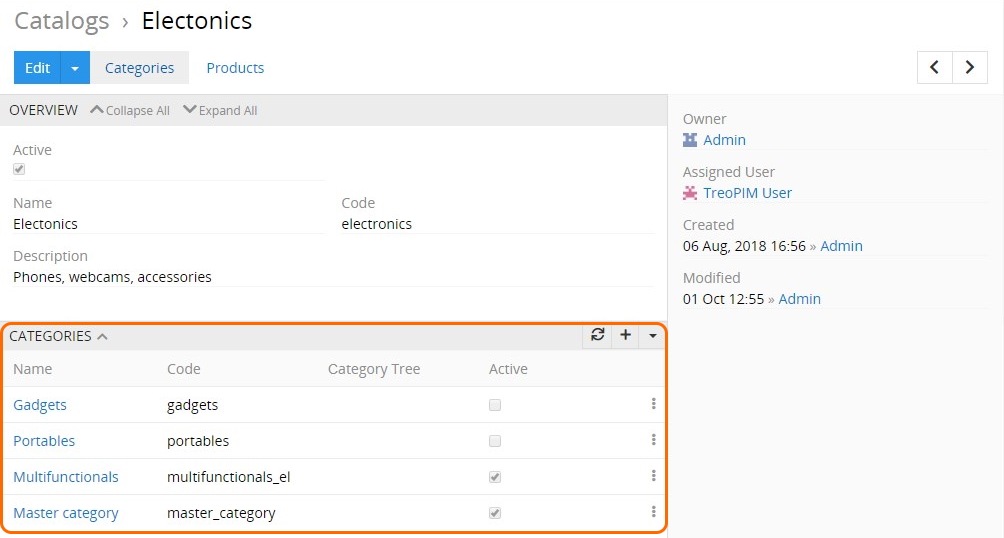 Catalogs › Electonics
Edit Categories Products
OVERVIEW Collapse All Expand All
Active
Name Code
Electonics electronics
Description
Phones, webcams, accessories
Owner
Admin
Assigned User
TreoPIM User
Created
06 Aug, 2018 16:56 » Admin
Modified
01 Oct 12:55 » Admin
CATEGORIES
Name Code Category Tree Active
Gadgets gadgets
Portables portables
Multifunctionals multifunctionals_el
Master category master_category